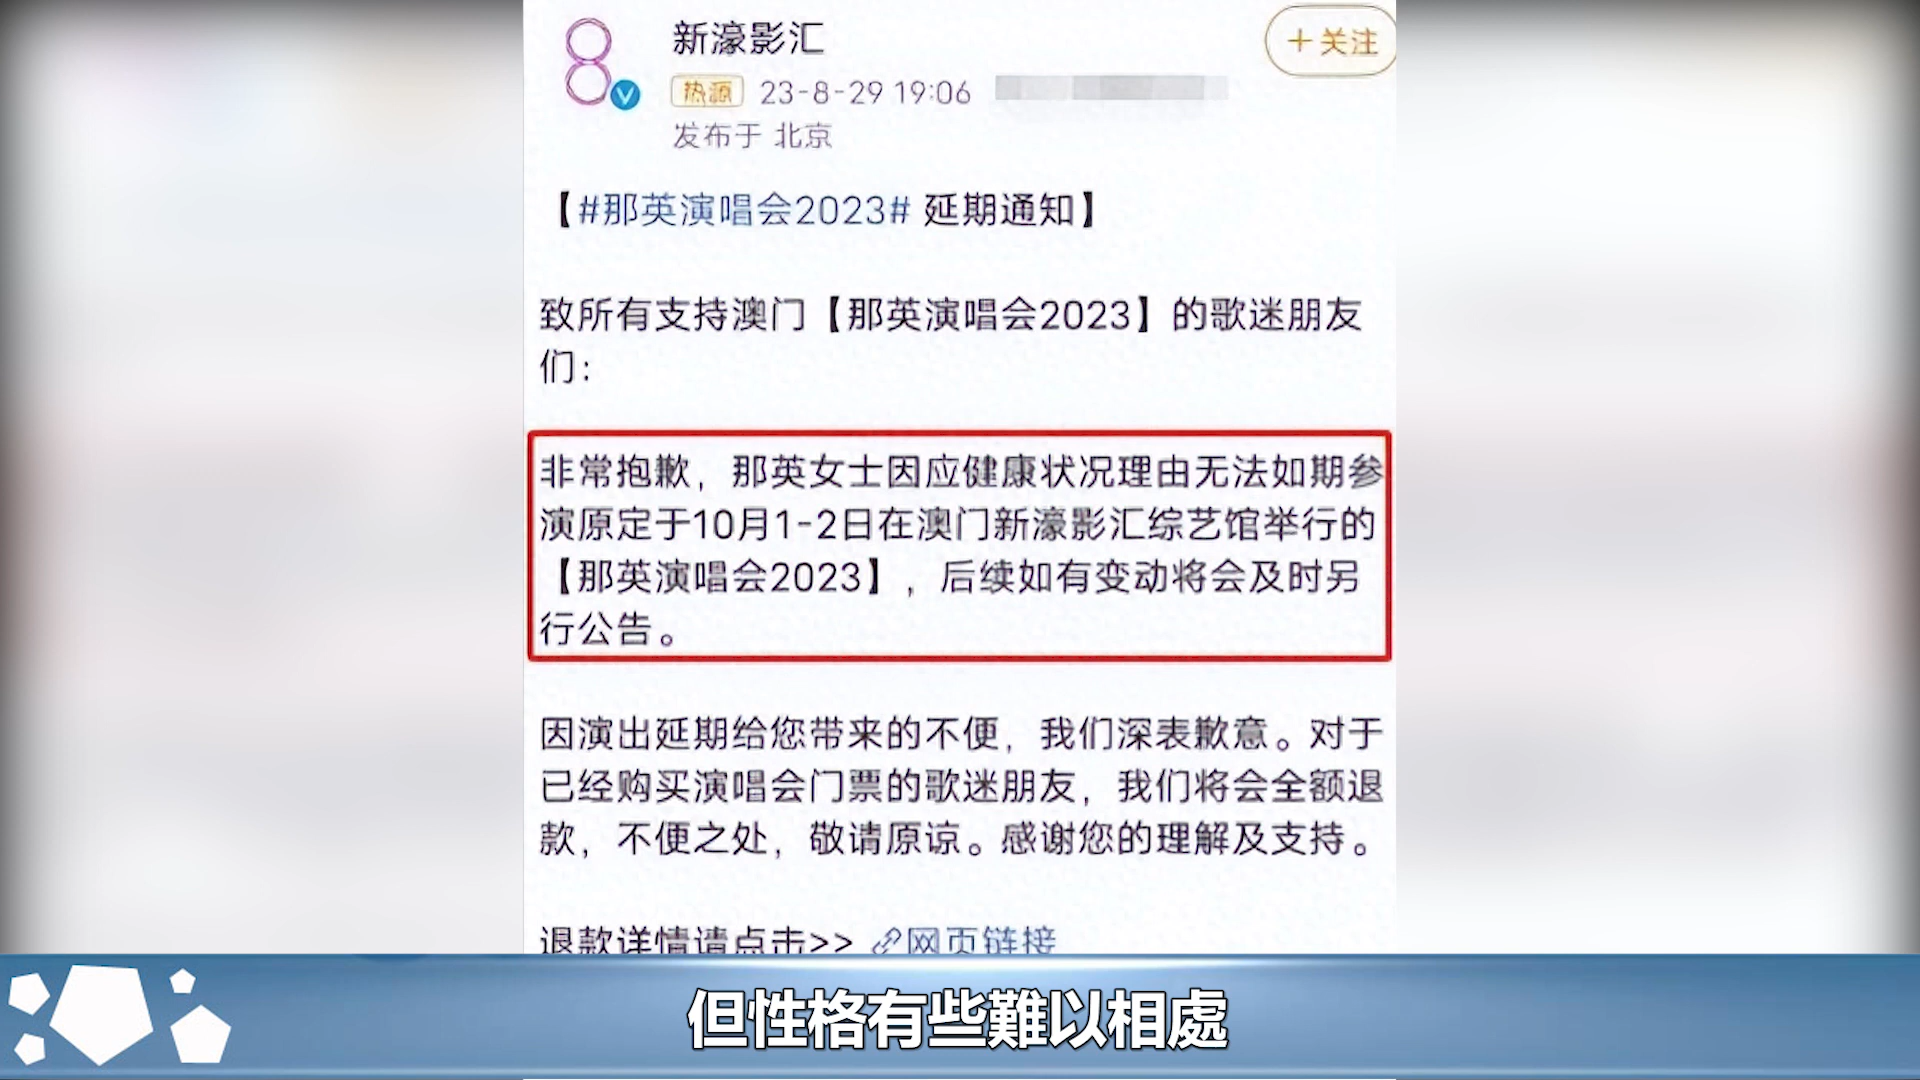 新濠影汇
+关注
热源 23-8-29 19:06
发布于 北京
【#那英演唱会2023# 延期通知】
致所有支持澳门【那英演唱会2023】的歌迷朋友
们：
非常抱歉，那英女士因应健康状况理由无法如期参
演原定于10月1-2日在澳门新濠影汇综艺馆举行的
【那英演唱会2023】，后续如有变动将会及时另
行公告。
因演出延期给您带来的不便，我们深表歉意。对于
已经购买演唱会门票的歌迷朋友，我们将会全额退
款，不便之处，敬请原谅。感谢您的理解及支持。
退款详情请点击>> 网页链接
但性格有些難以相處